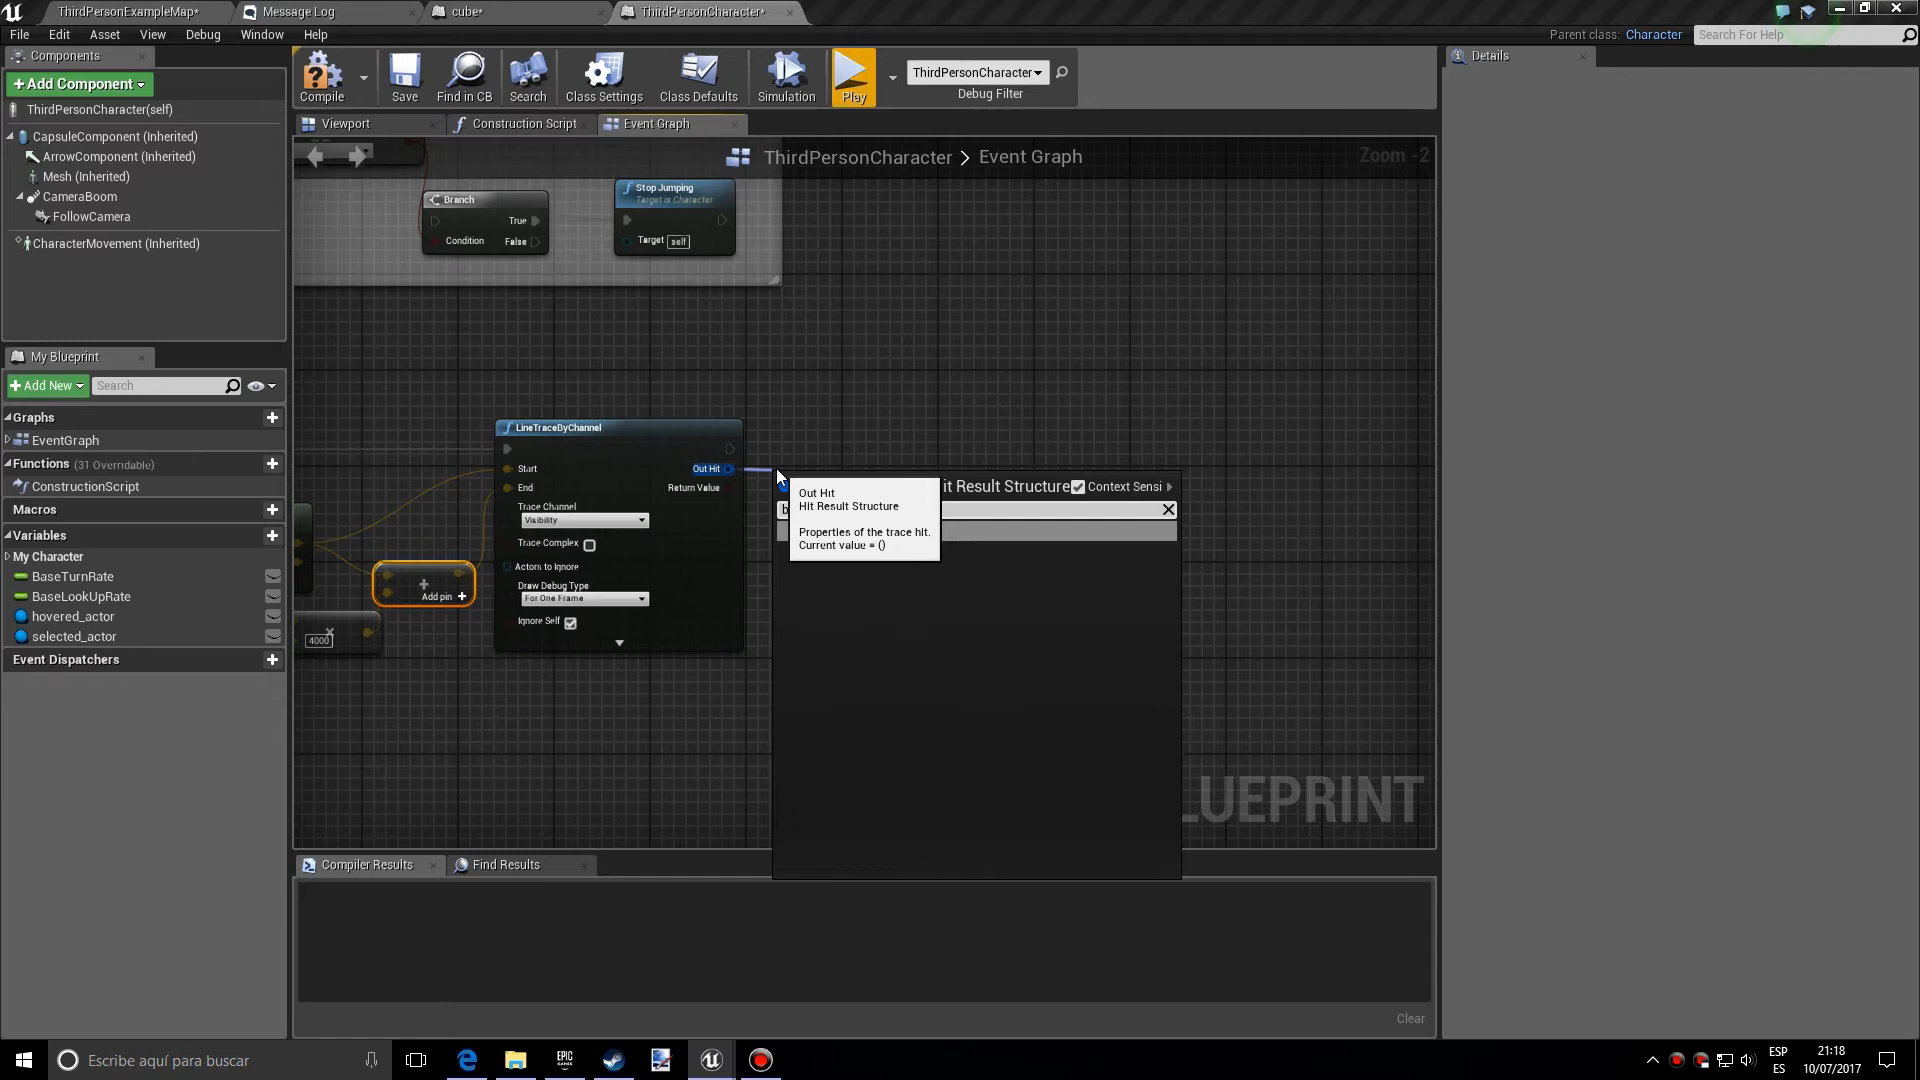 ThirdPersonExampleMap*
Message Log
cube*
ThirdPersonCharacter*
File
Edit
Asset
View
Debug
Window
Help
Parent class: Character
Search For Help
Components
+Add Component
ThirdPersonCharacter(self)
CapsuleComponent (Inherited)
ArrowComponent (Inherited)
Mesh (Inherited)
CameraBoom
FollowCamera
CharacterMovement (Inherited)
Compile
Save
Find in CB
Search
Class Settings
Class Defaults
Simulation
Play
ThirdPersonCharacter
Debug Filter
Details
Viewport
Construction Script
Event Graph
ThirdPersonCharacter > Event Graph
Zoom -2
Branch
True
Condition
False
Stop Jumping
Target is Character
Target self
My Blueprint
+Add New
Search
Graphs
EventGraph
Functions (31 Overridable)
ConstructionScript
Macros
Variables
My Character
BaseTurnRate
BaseLookUpRate
hovered_actor
selected_actor
Event Dispatchers
Add pin +
4000
LineTraceByChannel
Start
Out Hit
End
Return Value
Trace Channel
Visibility
Trace Complex
Actors to Ignore
Draw Debug Type
For One Frame
Ignore Self
it Result Structure
Context Sensi
Out Hit
Hit Result Structure
Properties of the trace hit.
Current value = ()
LUEPRINT
Compiler Results
Find Results
Clear
Escribe aquí para buscar
EPIC
GAMES
ESP
ES
21:18
10/07/2017